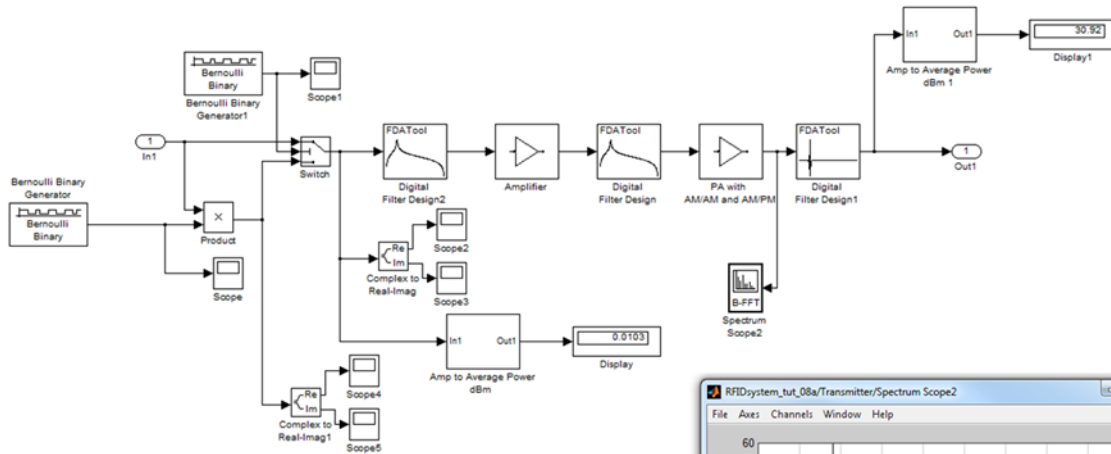 Bernoulli
Binary
Bernoulli Binary
Generator1
Scope1
1
In1
Switch
Bernoulli Binary
Generator
Bernoulli
Binary
×
Product
Scope
FDATool
Digital
Filter Design2
Amplifier
FDATool
Digital
Filter Design
PA with
AM/AM and AM/PM
FDATool
Digital
Filter Design1
In1
Out1
Amp to Average Power
dBm 1
30.92
Display1
1
Out1
Re
Im
Complex to
Real-Imag
Scope2
Scope3
B-FFT
Spectrum
Scope2
In1
Out1
Amp to Average Power
dBm
0.0103
Display
Re
Im
Complex to
Real-Imag1
Scope4
Scope5
RFIDsystem_tut_08a/Transmitter/Spectrum Scope2
File Axes Channels Window Help
60